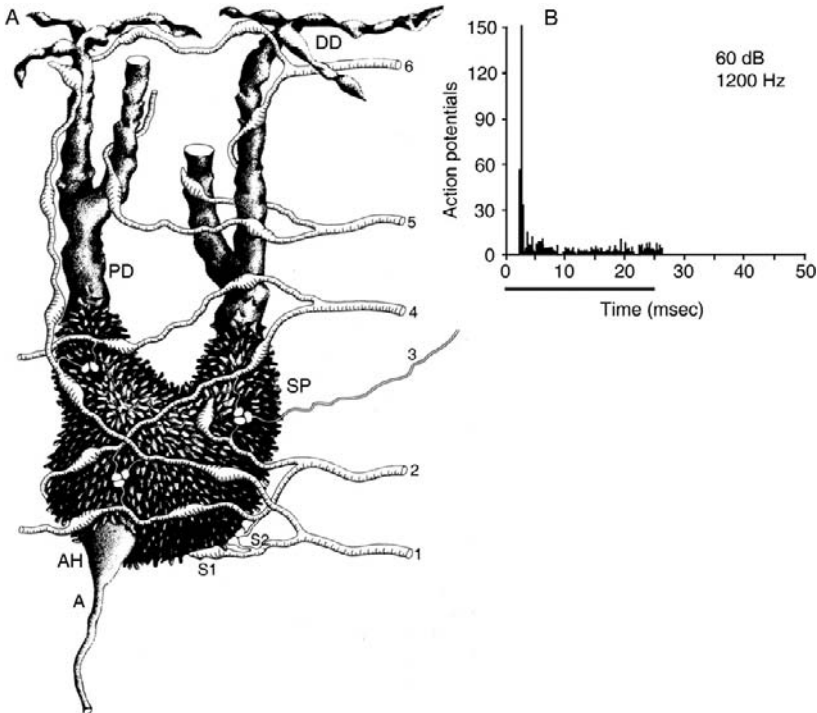 A
DD
6
5
PD
4
3
SP
2
AH
S2
S1
1
A
B
60 dB
1200 Hz
Action potentials
150
120
90
60
30
0
0 10 20 30 40 50
Time (msec)